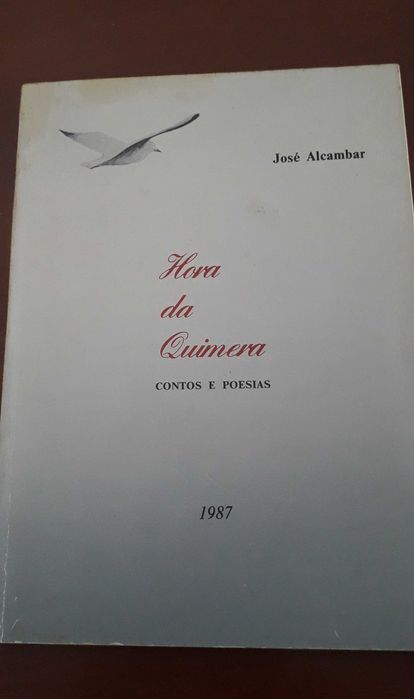 José Alcambar
Hora
da
Quimera
CONTOS E POESIAS
1987